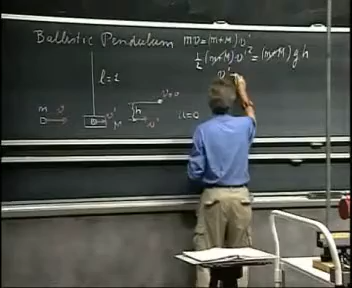 Ballistic Pendulum
mv=(m+M)v'
½(m+M)v'²=(m+M)gh
v'=
l=1
v=0
h
m v
v'
M
v'
u=0